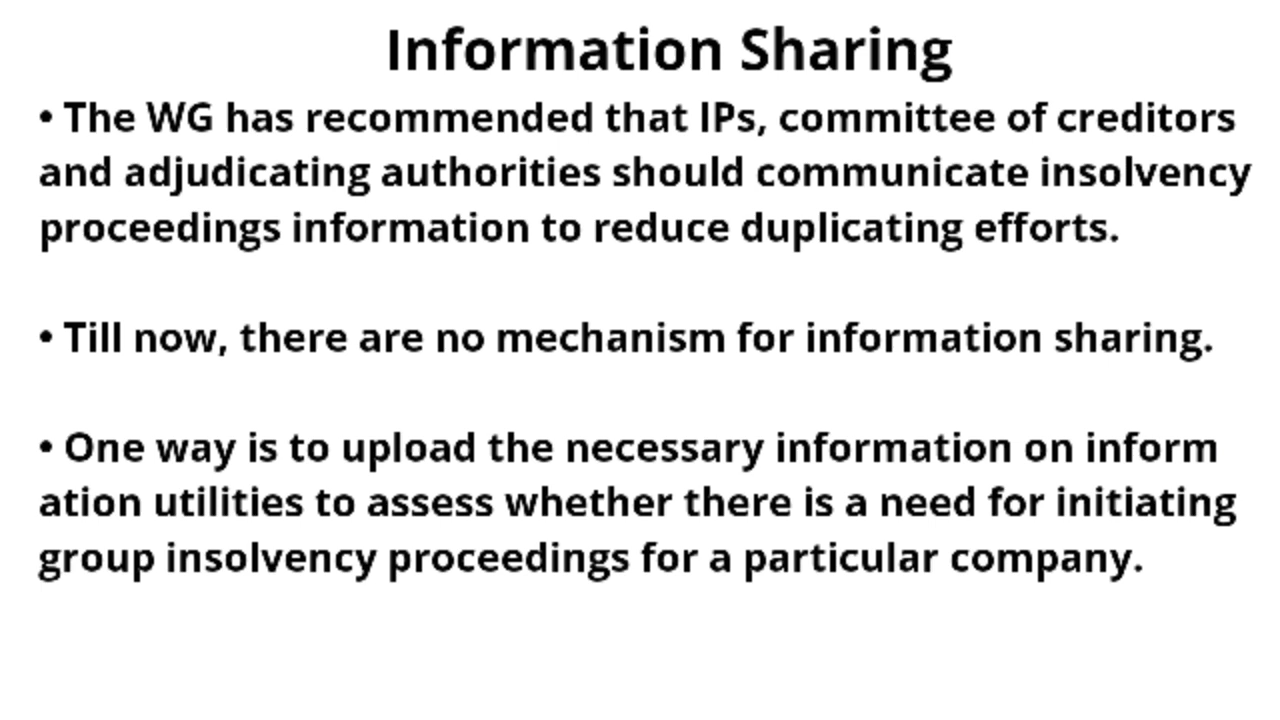 Information Sharing
• The WG has recommended that IPs, committee of creditors
and adjudicating authorities should communicate insolvency
proceedings information to reduce duplicating efforts.
• Till now, there are no mechanism for information sharing.
• One way is to upload the necessary information on inform
ation utilities to assess whether there is a need for initiating
group insolvency proceedings for a particular company.